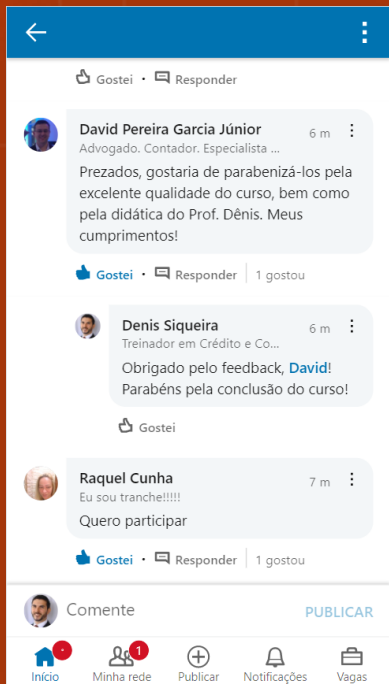 Gostei • Responder
David Pereira Garcia Júnior 6 m
Advogado. Contador. Especialista ...
Prezados, gostaria de parabenizá-los pela
excelente qualidade do curso, bem como
pela didática do Prof. Dênis. Meus
cumprimentos!
Gostei • Responder | 1 gostou
Denis Siqueira 6 m
Treinador em Crédito e Co...
Obrigado pelo feedback, David!
Parabéns pela conclusão do curso!
Gostei
Raquel Cunha 7 m
Eu sou tranche!!!!!
Quero participar
Gostei • Responder | 1 gostou
Comente PUBLICAR
1
Início Minha rede Publicar Notificações Vagas